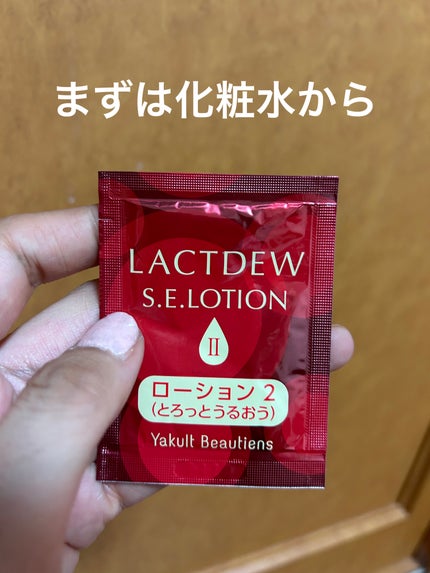 まずは化粧水から
LACTDEW
S.E.LOTION
II
ローション2
(とろっとうるおう)
Yakult Beautiens